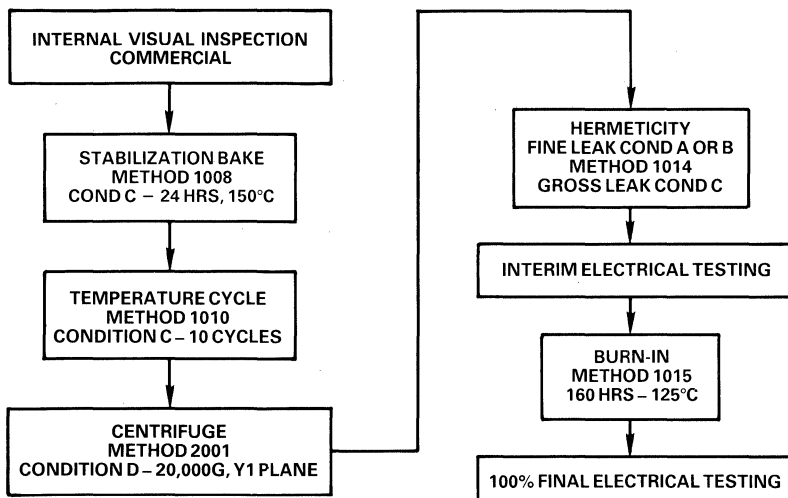 INTERNAL VISUAL INSPECTION
COMMERCIAL
STABILIZATION BAKE
METHOD 1008
COND C – 24 HRS, 150°C
TEMPERATURE CYCLE
METHOD 1010
CONDITION C – 10 CYCLES
CENTRIFUGE
METHOD 2001
CONDITION D – 20,000G, Y1 PLANE
HERMETICITY
FINE LEAK COND A OR B
METHOD 1014
GROSS LEAK COND C
INTERIM ELECTRICAL TESTING
BURN-IN
METHOD 1015
160 HRS – 125°C
100% FINAL ELECTRICAL TESTING